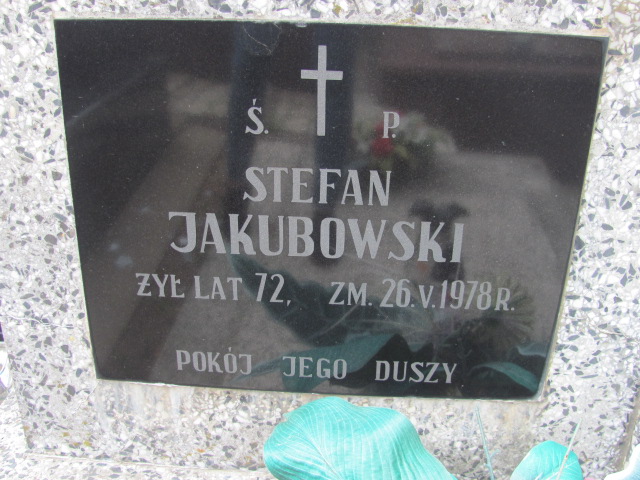 Ś. P.
STEFAN
JAKUBOWSKI
ŻYŁ LAT 72, ZM. 26.V.1978 R.
POKÓJ JEGO DUSZY